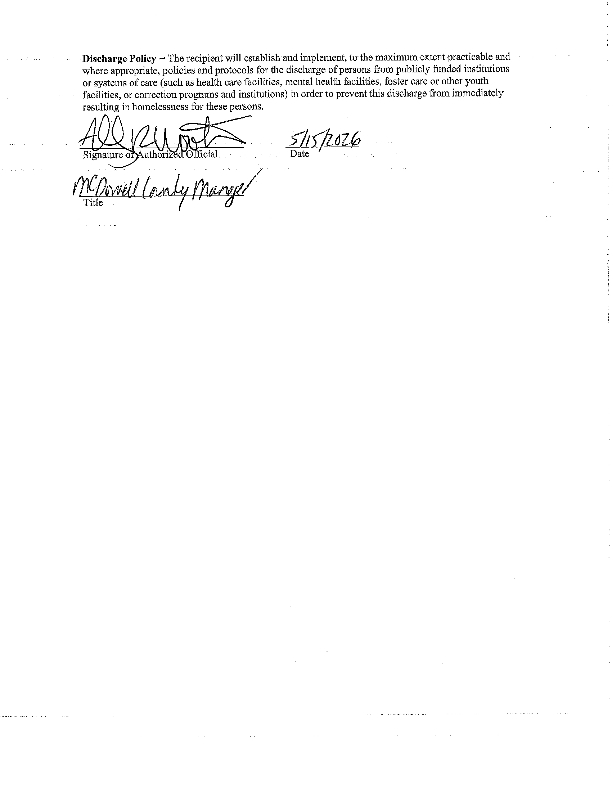 Discharge Policy – The recipient will establish and implement, to the maximum extent practicable and
where appropriate, policies and protocols for the discharge of persons from publicly funded institutions
or systems of care (such as health care facilities, mental health facilities, foster care or other youth
facilities, or correction programs and institutions) in order to prevent this discharge from immediately
resulting in homelessness for these persons.
5/15/2026
Signature of Authorized Official
Date
McDowell County Manager
Title